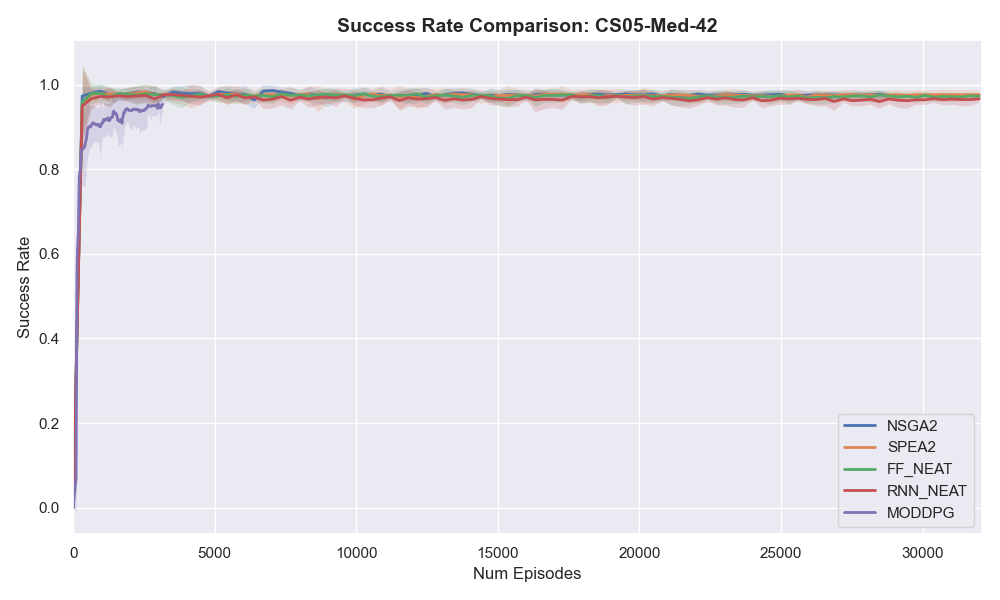 Success Rate Comparison: CS05-Med-42
Success Rate
1.0
0.8
0.6
0.4
0.2
0.0
0
5000
10000
15000
20000
25000
30000
Num Episodes
NSGA2
SPEA2
FF_NEAT
RNN_NEAT
MODDPG